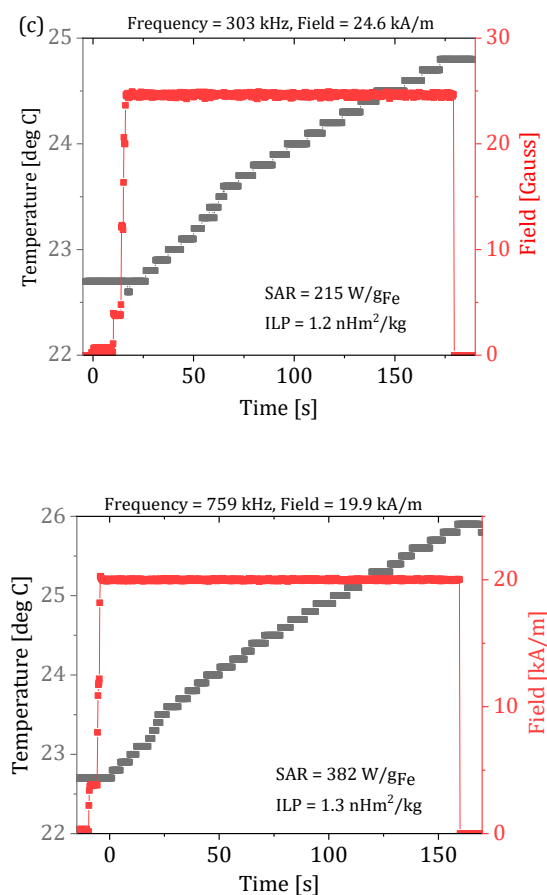 (c)
Frequency = 303 kHz, Field = 24.6 kA/m
25
24
23
22
Temperature [deg C]
30
20
10
0
Field [Gauss]
SAR = 215 W/gFe
ILP = 1.2 nHm²/kg
0 50 100 150
Time [s]
Frequency = 759 kHz, Field = 19.9 kA/m
26
25
24
23
22
Temperature [deg C]
20
10
0
Field [kA/m]
SAR = 382 W/gFe
ILP = 1.3 nHm²/kg
0 50 100 150
Time [s]